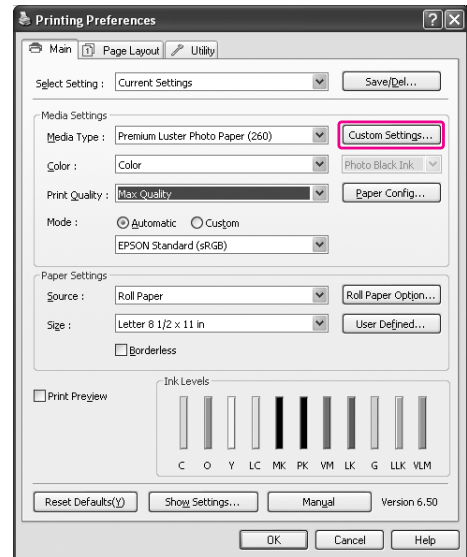 Printing Preferences
Main Page Layout Utility
Select Setting : Current Settings Save/Del...
Media Settings
Media Type : Premium Luster Photo Paper (260) Custom Settings...
Color : Color Photo Black Ink
Print Quality : Max Quality Paper Config...
Mode : Automatic Custom
EPSON Standard (sRGB)
Paper Settings
Source : Roll Paper Roll Paper Option...
Size : Letter 8 1/2 x 11 in User Defined...
Borderless
Print Preview
Ink Levels
C O Y LC MK PK VM LK G LLK VLM
Reset Defaults(Y) Show Settings... Manual Version 6.50
OK Cancel Help